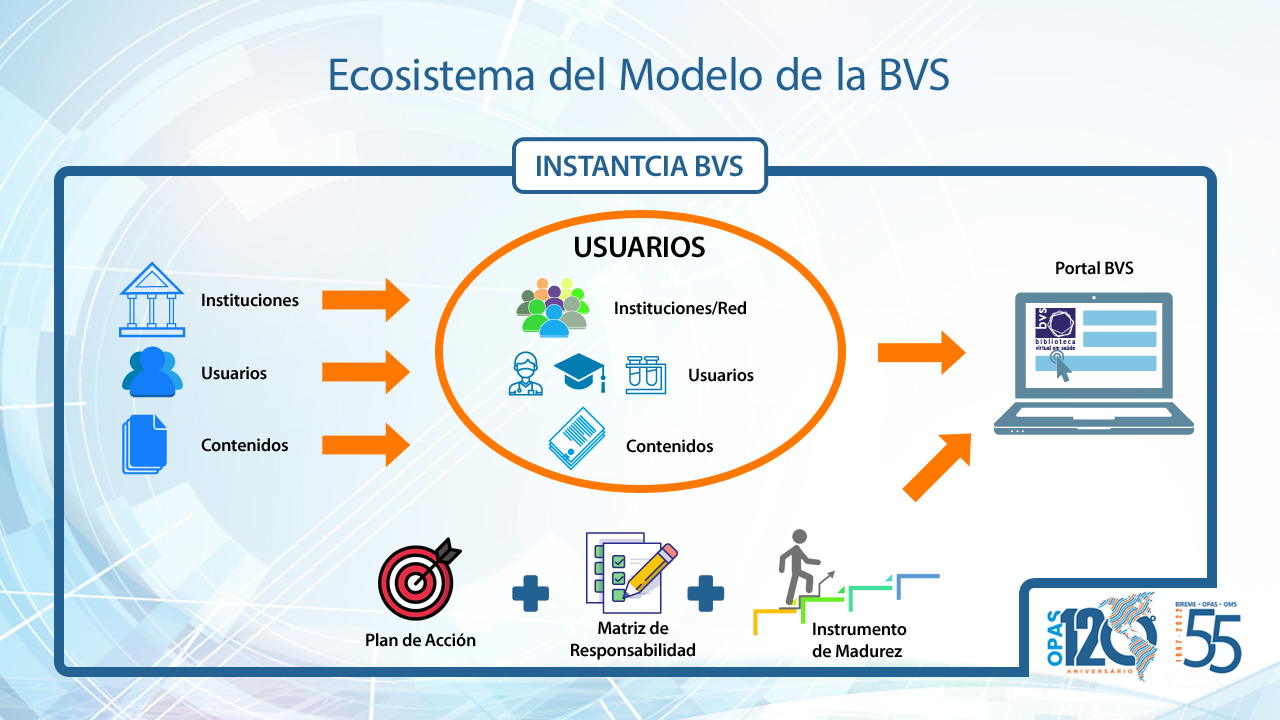 Ecosistema del Modelo de la BVS
INSTANTCIA BVS
USUARIOS
Instituciones
Usuarios
Contenidos
Instituciones/Red
Usuarios
Contenidos
Portal BVS
bvs
biblioteca
virtual em saúde
Plan de Acción
Matriz de
Responsabilidad
Instrumento
de Madurez
OPAS
120º
ANIVERSÁRIO
BIREME • OPAS • OMS
1967 - 2022
55